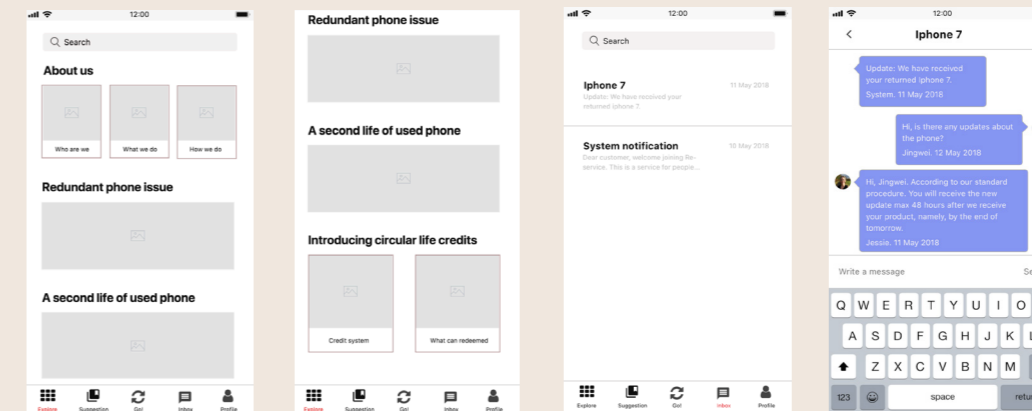 12:00
Search
About us
Who are we
What we do
How we do
Redundant phone issue
A second life of used phone
Explore
Suggestion
Go!
Inbox
Profile
Redundant phone issue
A second life of used phone
Introducing circular life credits
Credit system
What can redeemed
Explore
Suggestion
Go!
Inbox
Profile
12:00
Search
Iphone 7
11 May 2018
Update: We have received your
returned iphone 7.
System notification
10 May 2018
Dear customer, welcome joining Re-
service. This is a service for people...
Explore
Suggestion
Go!
Inbox
Profile
12:00
Iphone 7
Update: We have received
your returned iphone 7.
System. 11 May 2018
Hi, is there any updates about
the phone?
Jingwei. 12 May 2018
Hi, Jingwei. According to our standard
procedure. You will receive the new
update max 48 hours after we receive
your product, namely, by the end of
tomorrow.
Jessie. 11 May 2018
Write a message
Se
Q W E R T Y U I O
A S D F G H J K L
Z X C V B N M
123
space
retu